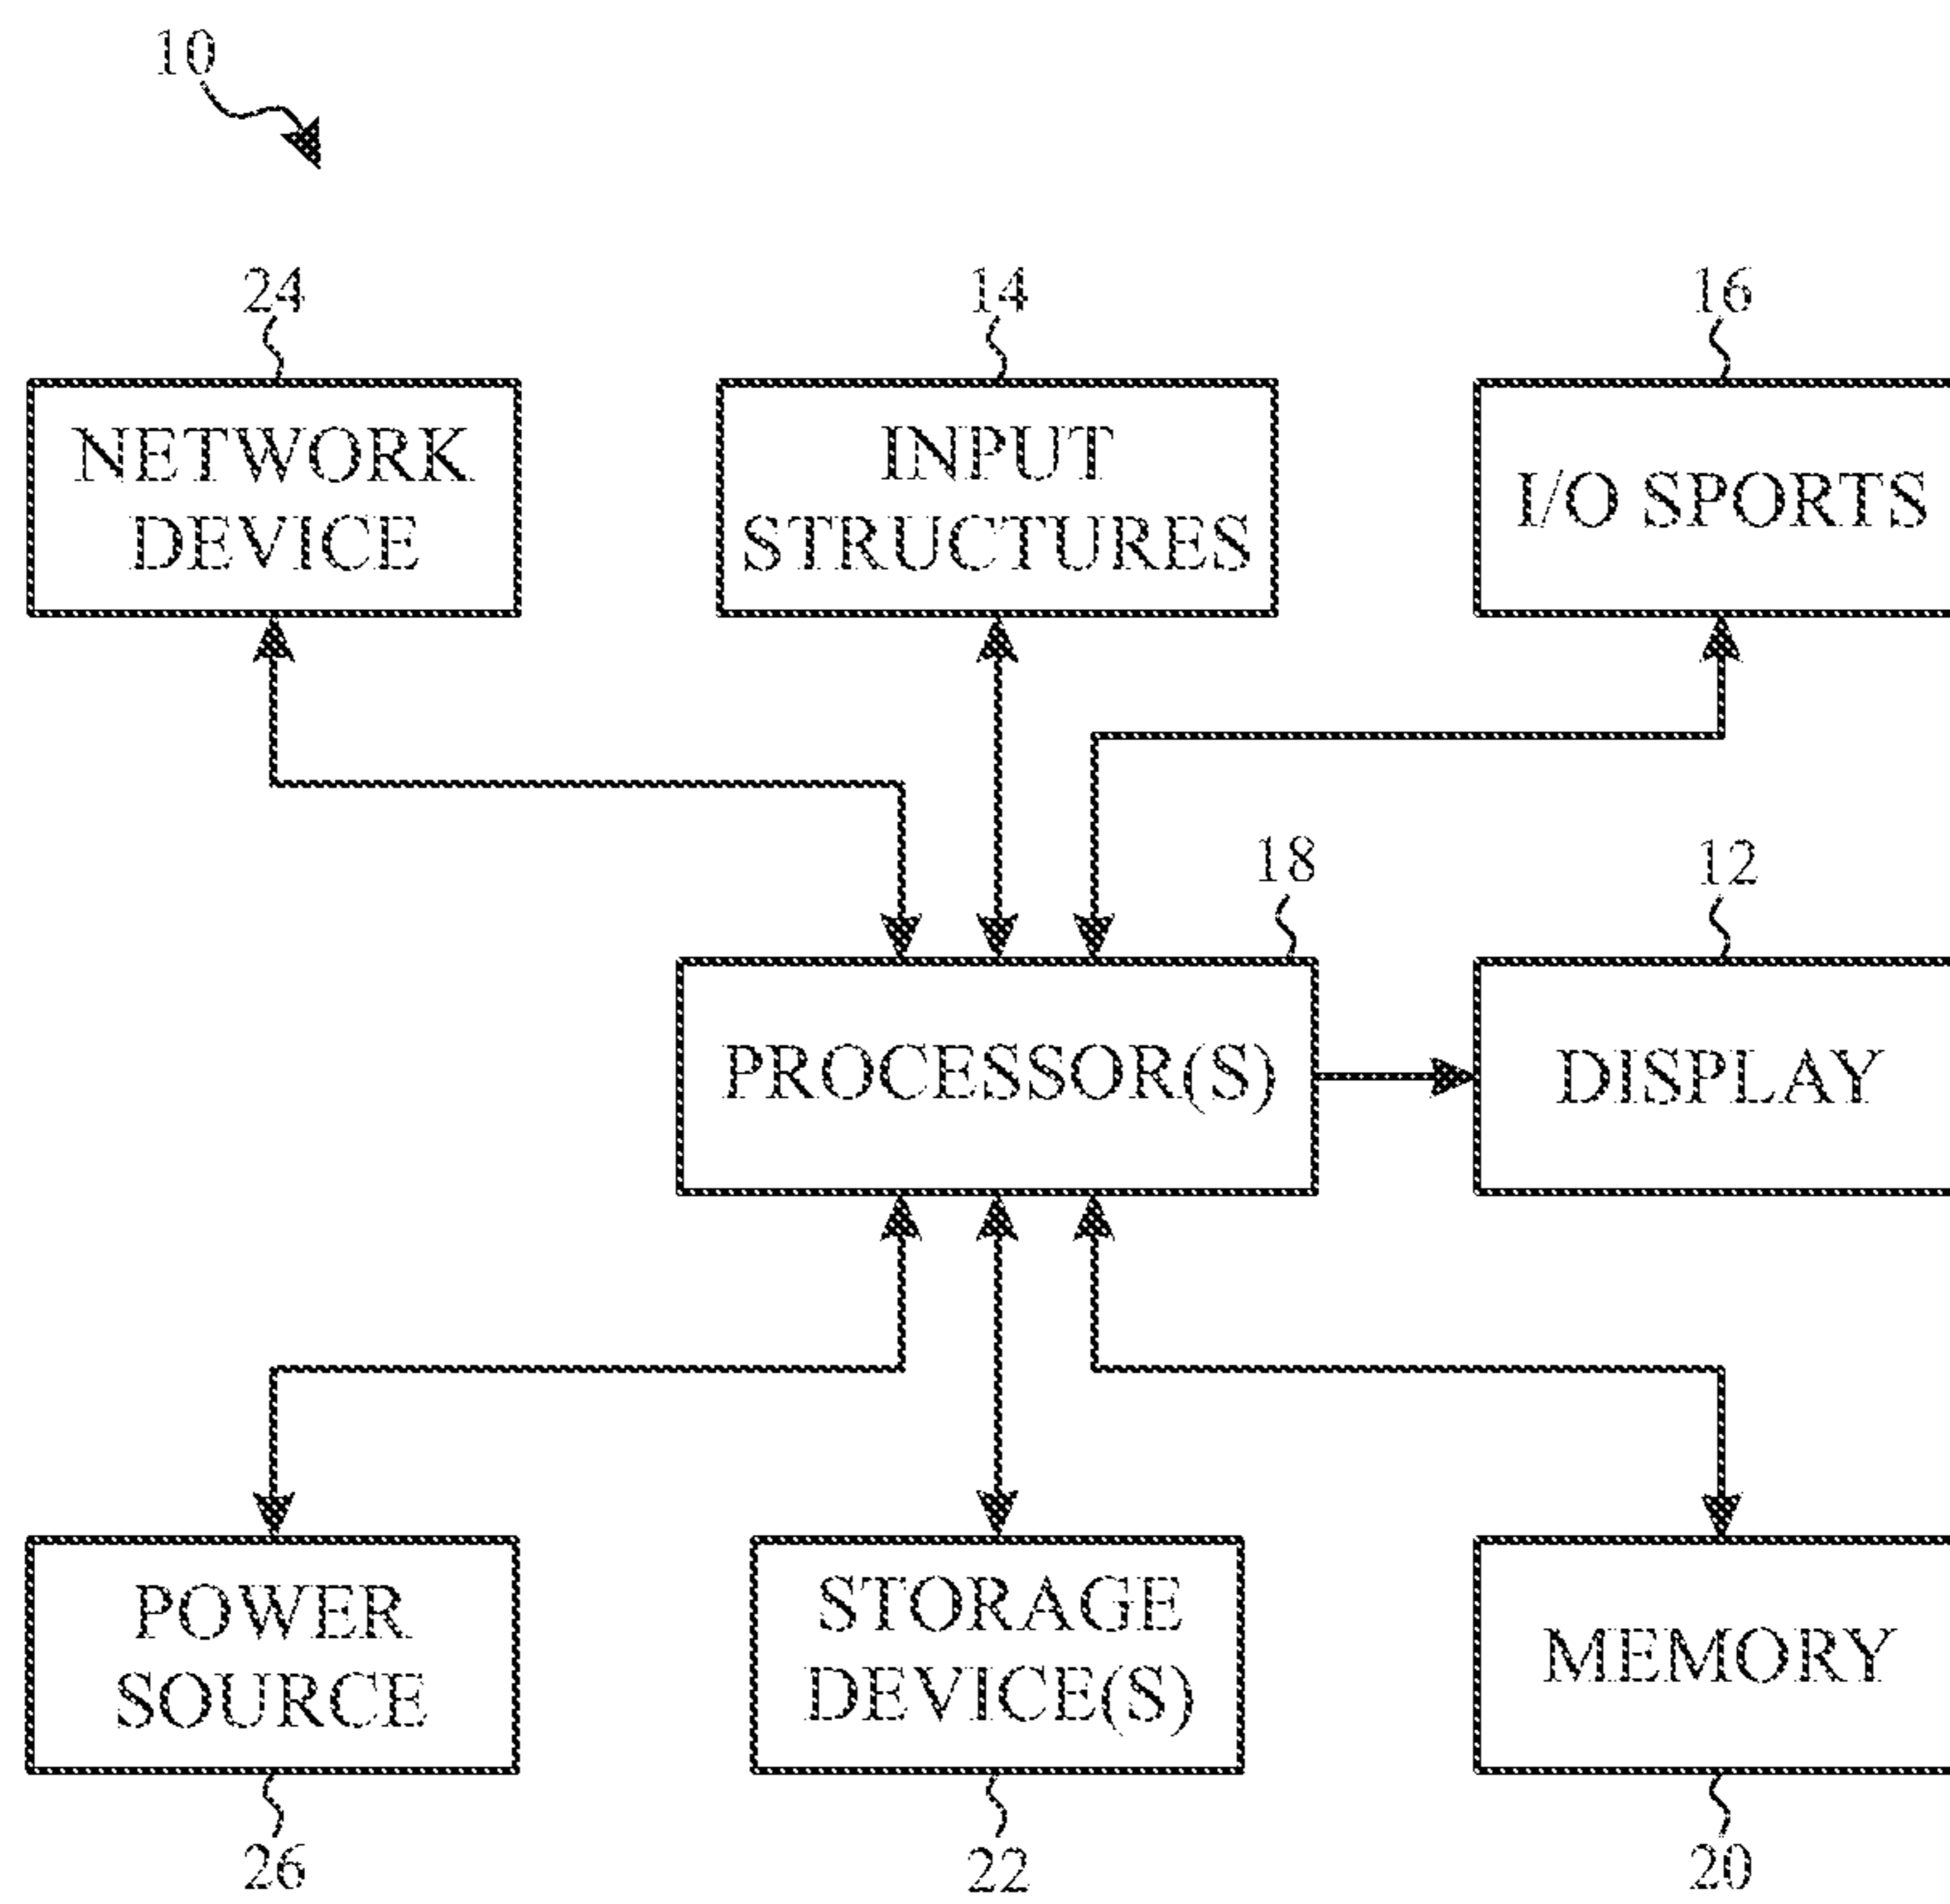 10
24
14
16
NETWORK
DEVICE
INPUT
STRUCTURES
I/O SPORTS
18
12
PROCESSOR(S)
DISPLAY
POWER
SOURCE
STORAGE
DEVICE(S)
MEMORY
26
22
20